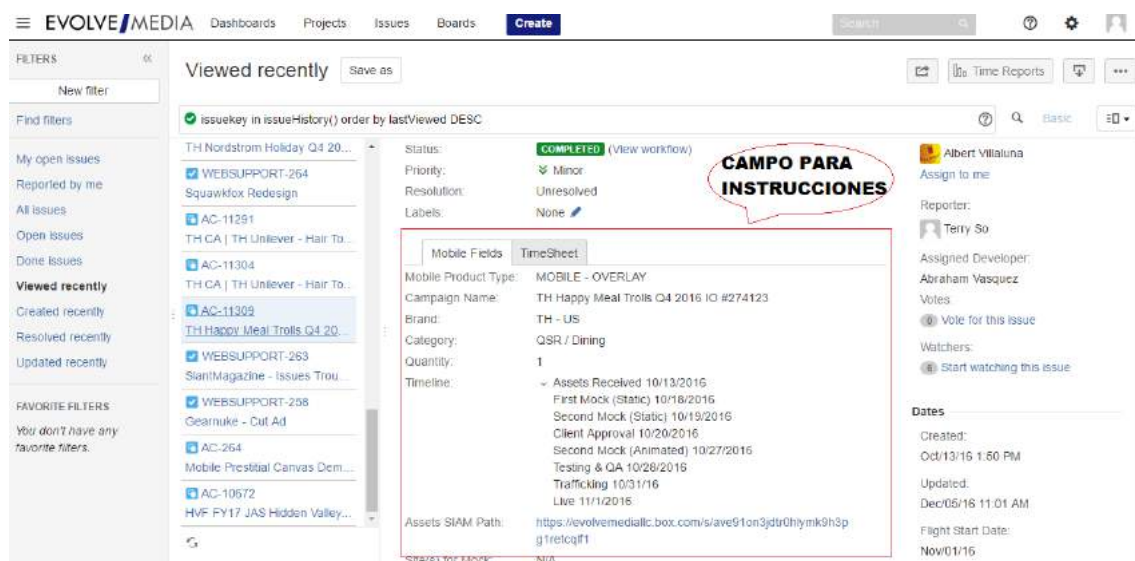 EVOLVE/MEDIA Dashboards Projects Issues Boards Create Search
FILTERS
New filter
Find filters
My open issues
Reported by me
All issues
Open issues
Done issues
Viewed recently
Created recently
Resolved recently
Updated recently
FAVORITE FILTERS
You don't have any
favorite filters.
Viewed recently Save as
Time Reports
issuekey in issueHistory() order by lastViewed DESC
Basic
TH Nordstrom Holiday Q4 20...
WEBSUPPORT-264
Squawkfox Redesign
AC-11291
TH CA | TH Unilever - Hair To...
AC-11304
TH CA | TH Unilever - Hair To...
AC-11309
TH Happy Meal Trolls Q4 20...
WEBSUPPORT-263
SlantMagazine - Issues Trou...
WEBSUPPORT-258
Gearnuke - Cut Ad
AC-264
Mobile Prestitial Canvas Dem...
AC-10672
HVF FY17 JAS Hidden Valley...
Status: COMPLETED (View workflow)
Priority: Minor
Resolution: Unresolved
Labels: None
CAMPO PARA
INSTRUCCIONES
Mobile Fields TimeSheet
Mobile Product Type: MOBILE - OVERLAY
Campaign Name: TH Happy Meal Trolls Q4 2016 IO #274123
Brand: TH - US
Category: QSR / Dining
Quantity: 1
Timeline: Assets Received 10/13/2016
First Mock (Static) 10/18/2016
Second Mock (Static) 10/19/2016
Client Approval 10/20/2016
Second Mock (Animated) 10/27/2016
Testing & QA 10/28/2016
Trafficking 10/31/16
Live 11/1/2016
Assets SIAM Path:
Site(s) for Mock: N/A
Albert Villaluna
Assign to me
Reporter:
Terry So
Assigned Developer:
Abraham Vasquez
Votes:
0 Vote for this issue
Watchers:
6 Start watching this issue
Dates
Created:
Oct/13/16 1:50 PM
Updated:
Dec/05/16 11:01 AM
Flight Start Date:
Nov/01/16